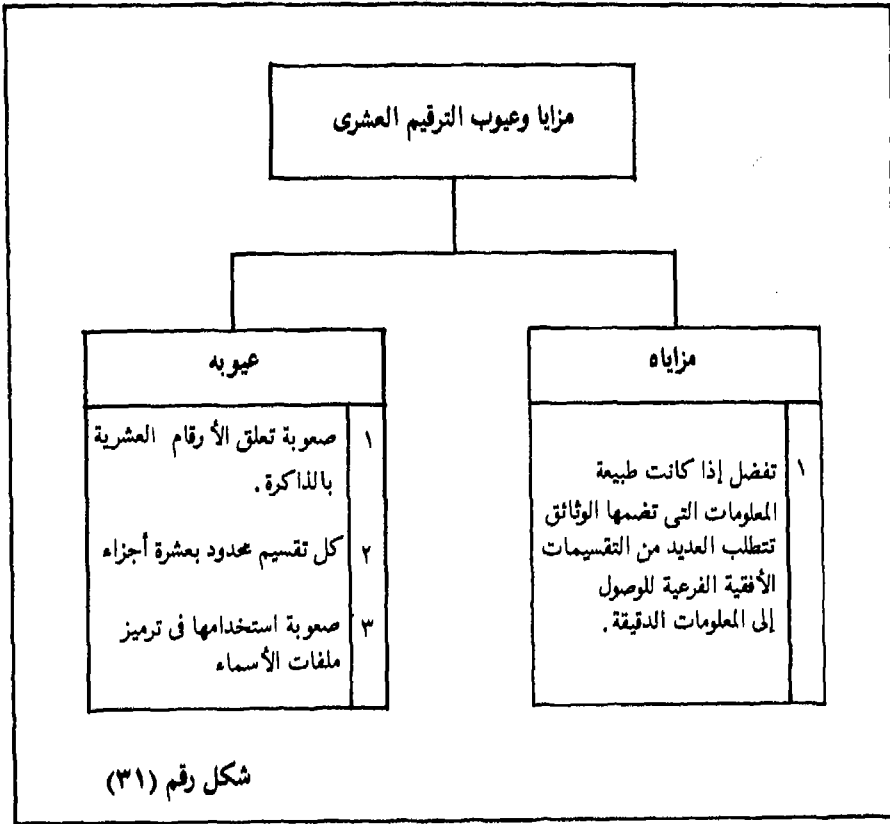 مزايا وعيوب الترقيم العشرى
مزاياه
١ تفضل إذا كانت طبيعة
المعلومات التى تضمها الوثائق
تتطلب العديد من التقسيمات
الأفقية الفرعية للوصول
إلى المعلومات الدقيقة .
عيوبه
١ صعوبة تعلق الأرقام العشرية
بالذاكرة .
٢ كل تقسيم محدود بعشرة أجزاء
٣ صعوبة استخدامها فى ترميز
ملفات الأسماء
شكل رقم (٣١)